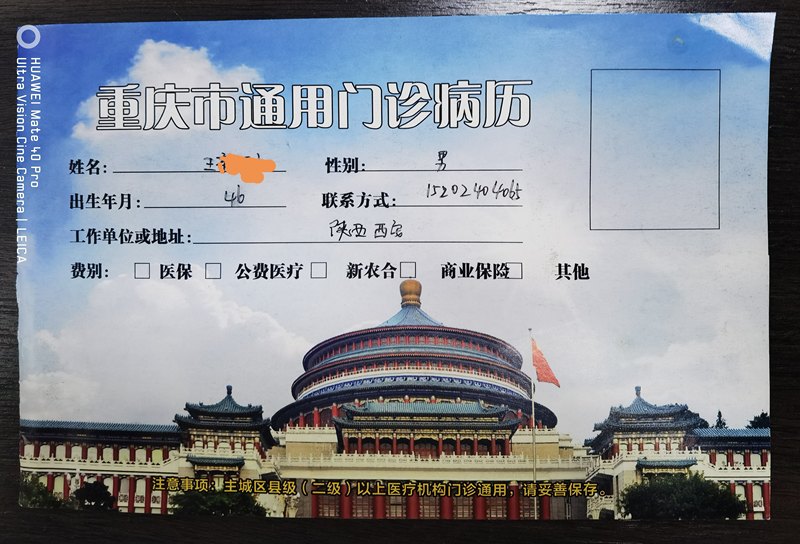 HUAWEI Mate 40 Pro
Ultra Vision Cine Camera | LEICA
重庆市通用门诊病历
姓名: 王 性别: 男
出生年月: 46 联系方式: 15202404065
工作单位或地址: 陕西 西安
费别: □ 医保 □ 公费医疗 □ 新农合 □ 商业保险 □ 其他
注意事项：主城区县级（二级）以上医疗机构门诊通用，请妥善保存。